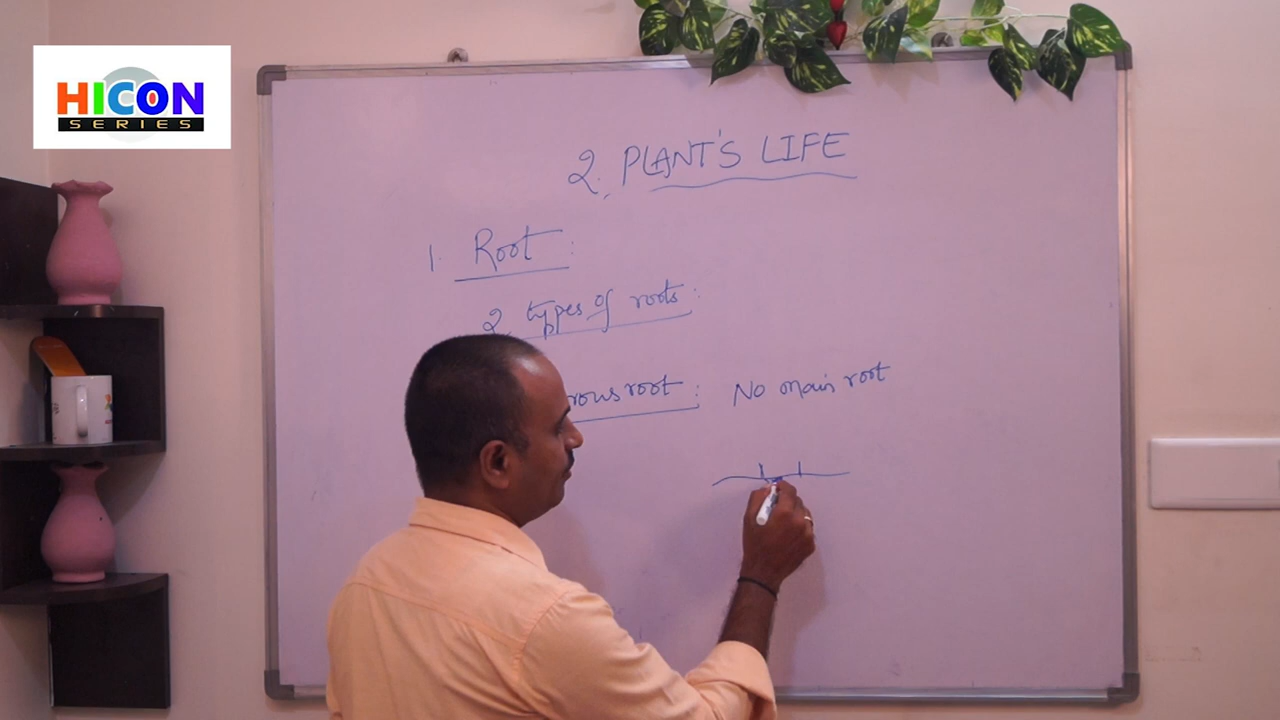 HICON
SERIES
2. PLANT'S LIFE
1. Root :
2 types of roots :
rous root : No main root